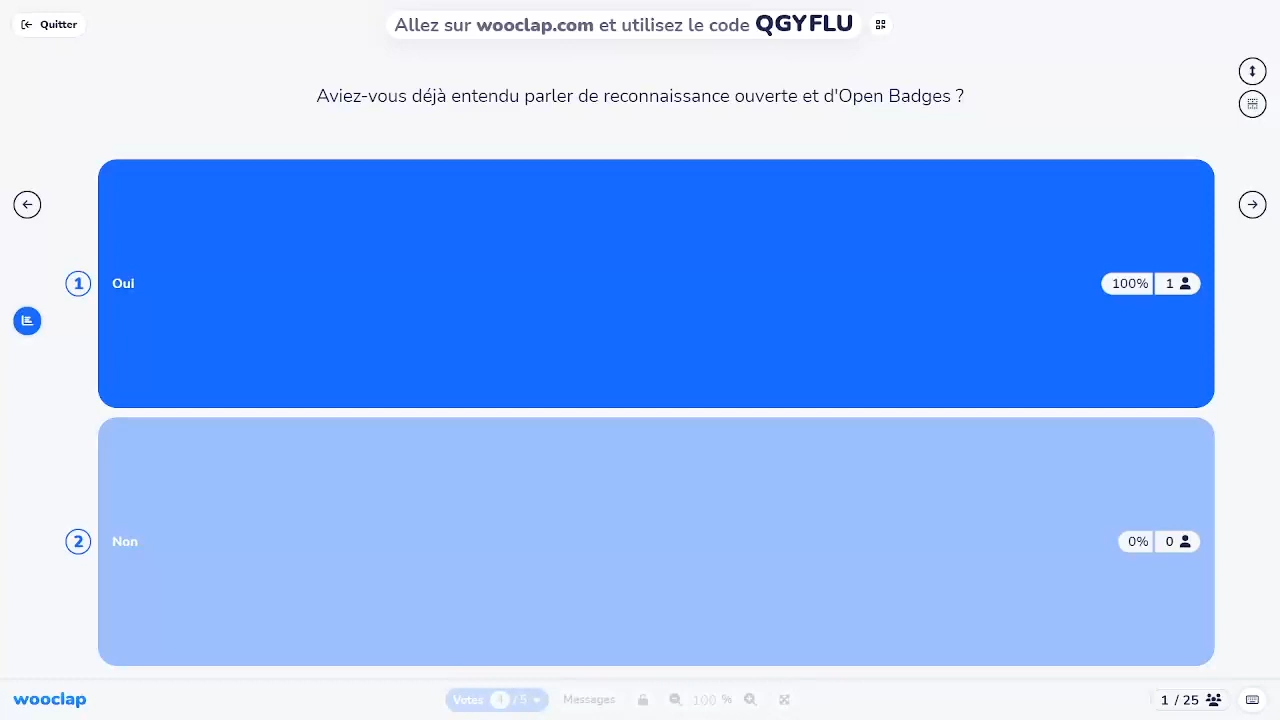 Quitter
Allez sur wooclap.com et utilisez le code QGYFLU
Aviez-vous déjà entendu parler de reconnaissance ouverte et d'Open Badges ?
1 Oui 100% 1
2 Non 0% 0
wooclap Votes / 5 Messages 100 % 1 / 25